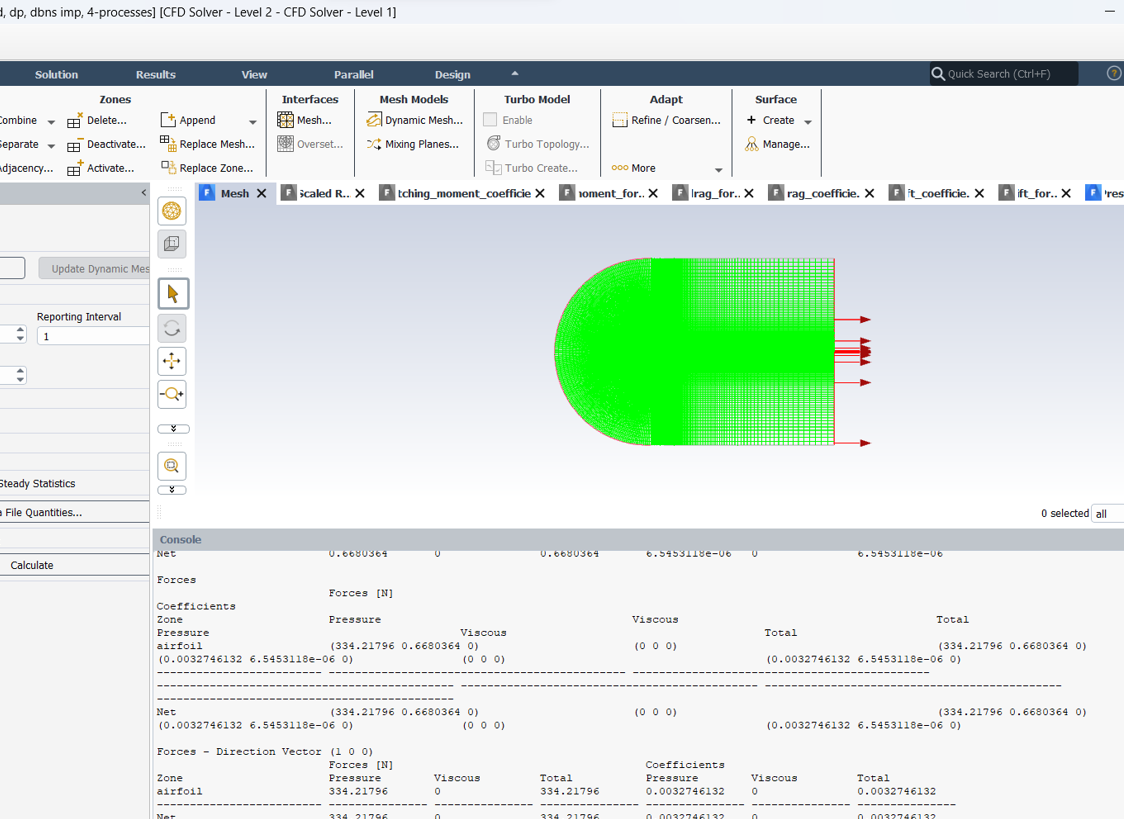 d, dp, dbns imp, 4-processes] [CFD Solver - Level 2 - CFD Solver - Level 1]
Solution Results View Parallel Design Quick Search (Ctrl+F)
Zones Interfaces Mesh Models Turbo Model Adapt Surface
Combine Delete... Append Mesh... Dynamic Mesh... Enable Refine / Coarsen... + Create
Separate Deactivate... Replace Mesh... Overset... Mixing Planes... Turbo Topology... Manage...
Adjacency... Activate... Replace Zone... Turbo Create... More
Mesh Scaled R.. tching_moment_coefficie noment_for.. lrag_for.. rag_coefficie. ft_coefficie. ift_for.. Pres
Update Dynamic Mes
Reporting Interval
1
Steady Statistics
a File Quantities...
Calculate
0 selected all
Console
Net 0.6680364 0 0.6680364 6.5453118e-06 0 6.5453118e-06
Forces
Forces [N]
Coefficients
Zone Pressure Viscous Total
Pressure Viscous Total
airfoil (334.21796 0.6680364 0) (0 0 0) (334.21796 0.6680364 0)
(0.0032746132 6.5453118e-06 0) (0 0 0) (0.0032746132 6.5453118e-06 0)
Net (334.21796 0.6680364 0) (0 0 0) (334.21796 0.6680364 0)
(0.0032746132 6.5453118e-06 0) (0 0 0) (0.0032746132 6.5453118e-06 0)
Forces - Direction Vector (1 0 0)
Forces [N] Coefficients
Zone Pressure Viscous Total Pressure Viscous Total
airfoil 334.21796 0 334.21796 0.0032746132 0 0.0032746132
Net 334.21796 0 334.21796 0.0032746132 0 0.0032746132